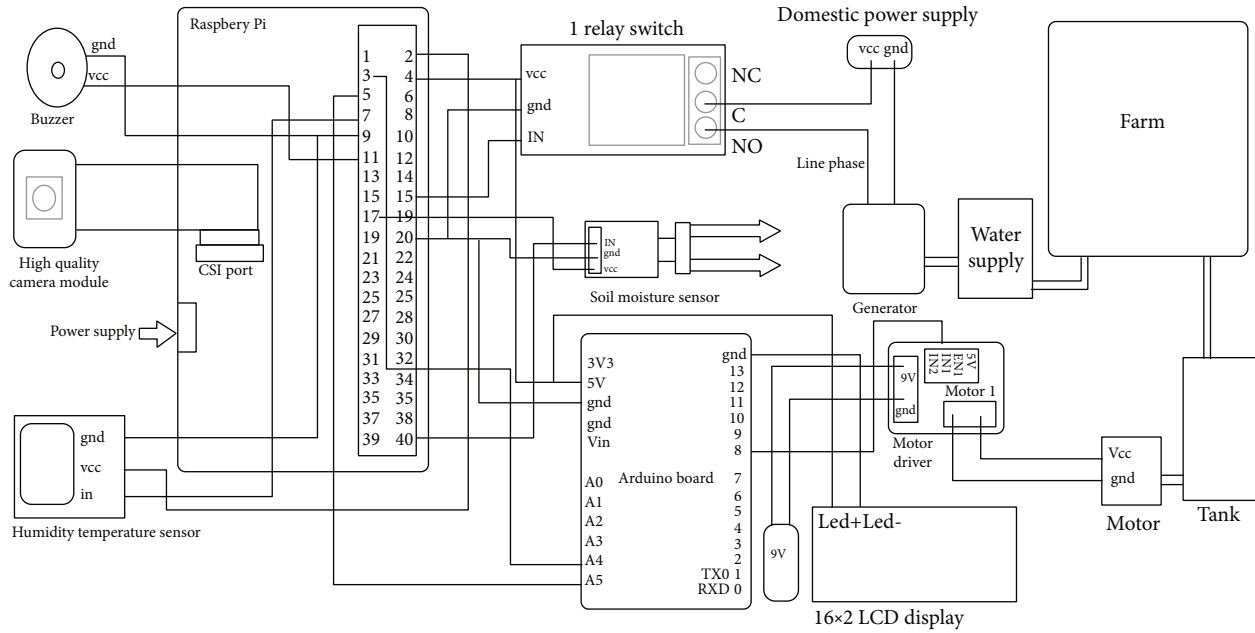 Raspbery Pi
gnd
vcc
Buzzer
High quality
camera module
CSI port
Power supply
gnd
vcc
in
Humidity temperature sensor
1 2
3 4
5 6
7 8
9 10
11 12
13 14
15 15
17 19
19 20
21 22
23 24
25 25
27 28
29 30
31 32
33 34
35 35
37 38
39 40
1 relay switch
vcc
gnd
IN
NC
C
NO
Domestic power supply
vcc gnd
Line phase
Generator
Water
supply
Farm
IN
gnd
vcc
Soil moisture sensor
3V3
5V
gnd
gnd
Vin
A0
A1
A2
A3
A4
A5
Arduino board
gnd
13
12
11
10
9
8
7
6
5
4
3
2
TX0 1
RXD 0
9V
gnd
IN2
IN1
EN1
5V
Motor 1
Motor
driver
9V
Led+Led-
16×2 LCD display
Vcc
gnd
Motor
Tank